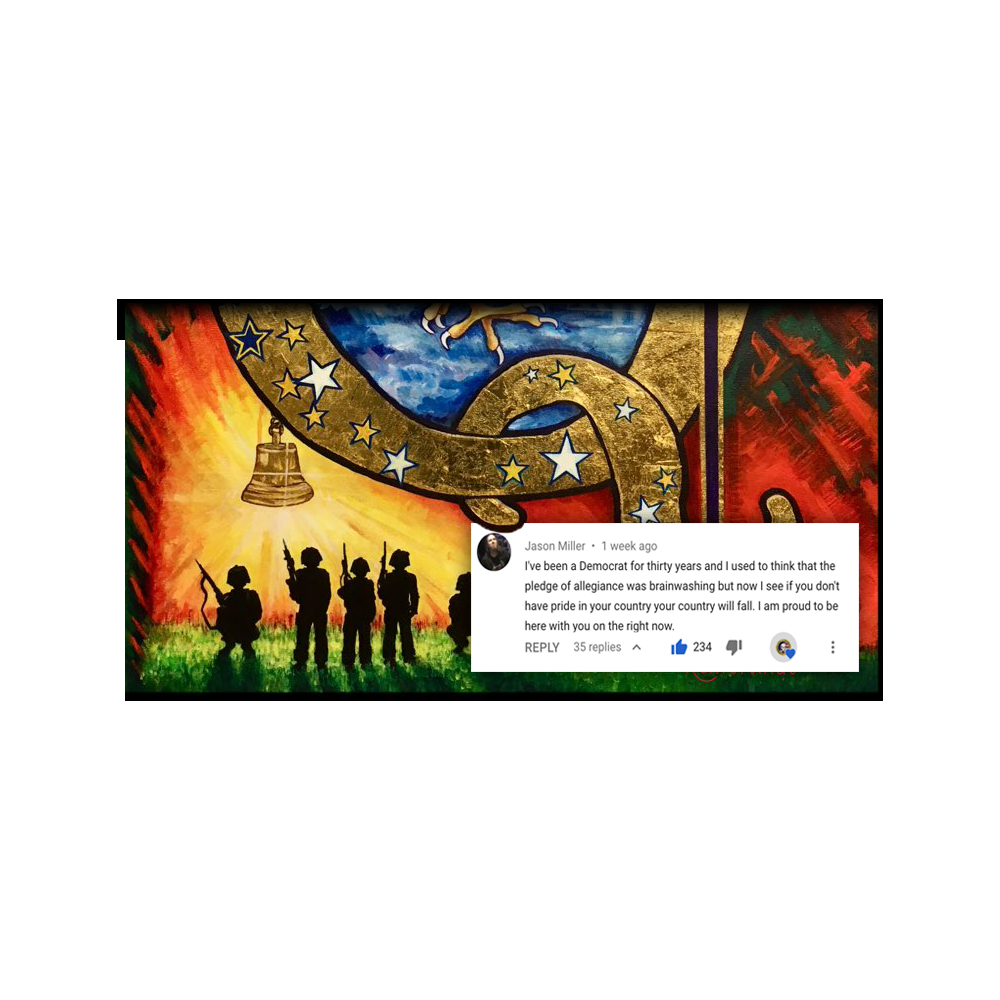 Jason Miller • 1 week ago
I've been a Democrat for thirty years and I used to think that the
pledge of allegiance was brainwashing but now I see if you don't
have pride in your country your country will fall. I am proud to be
here with you on the right now.
REPLY 35 replies 234